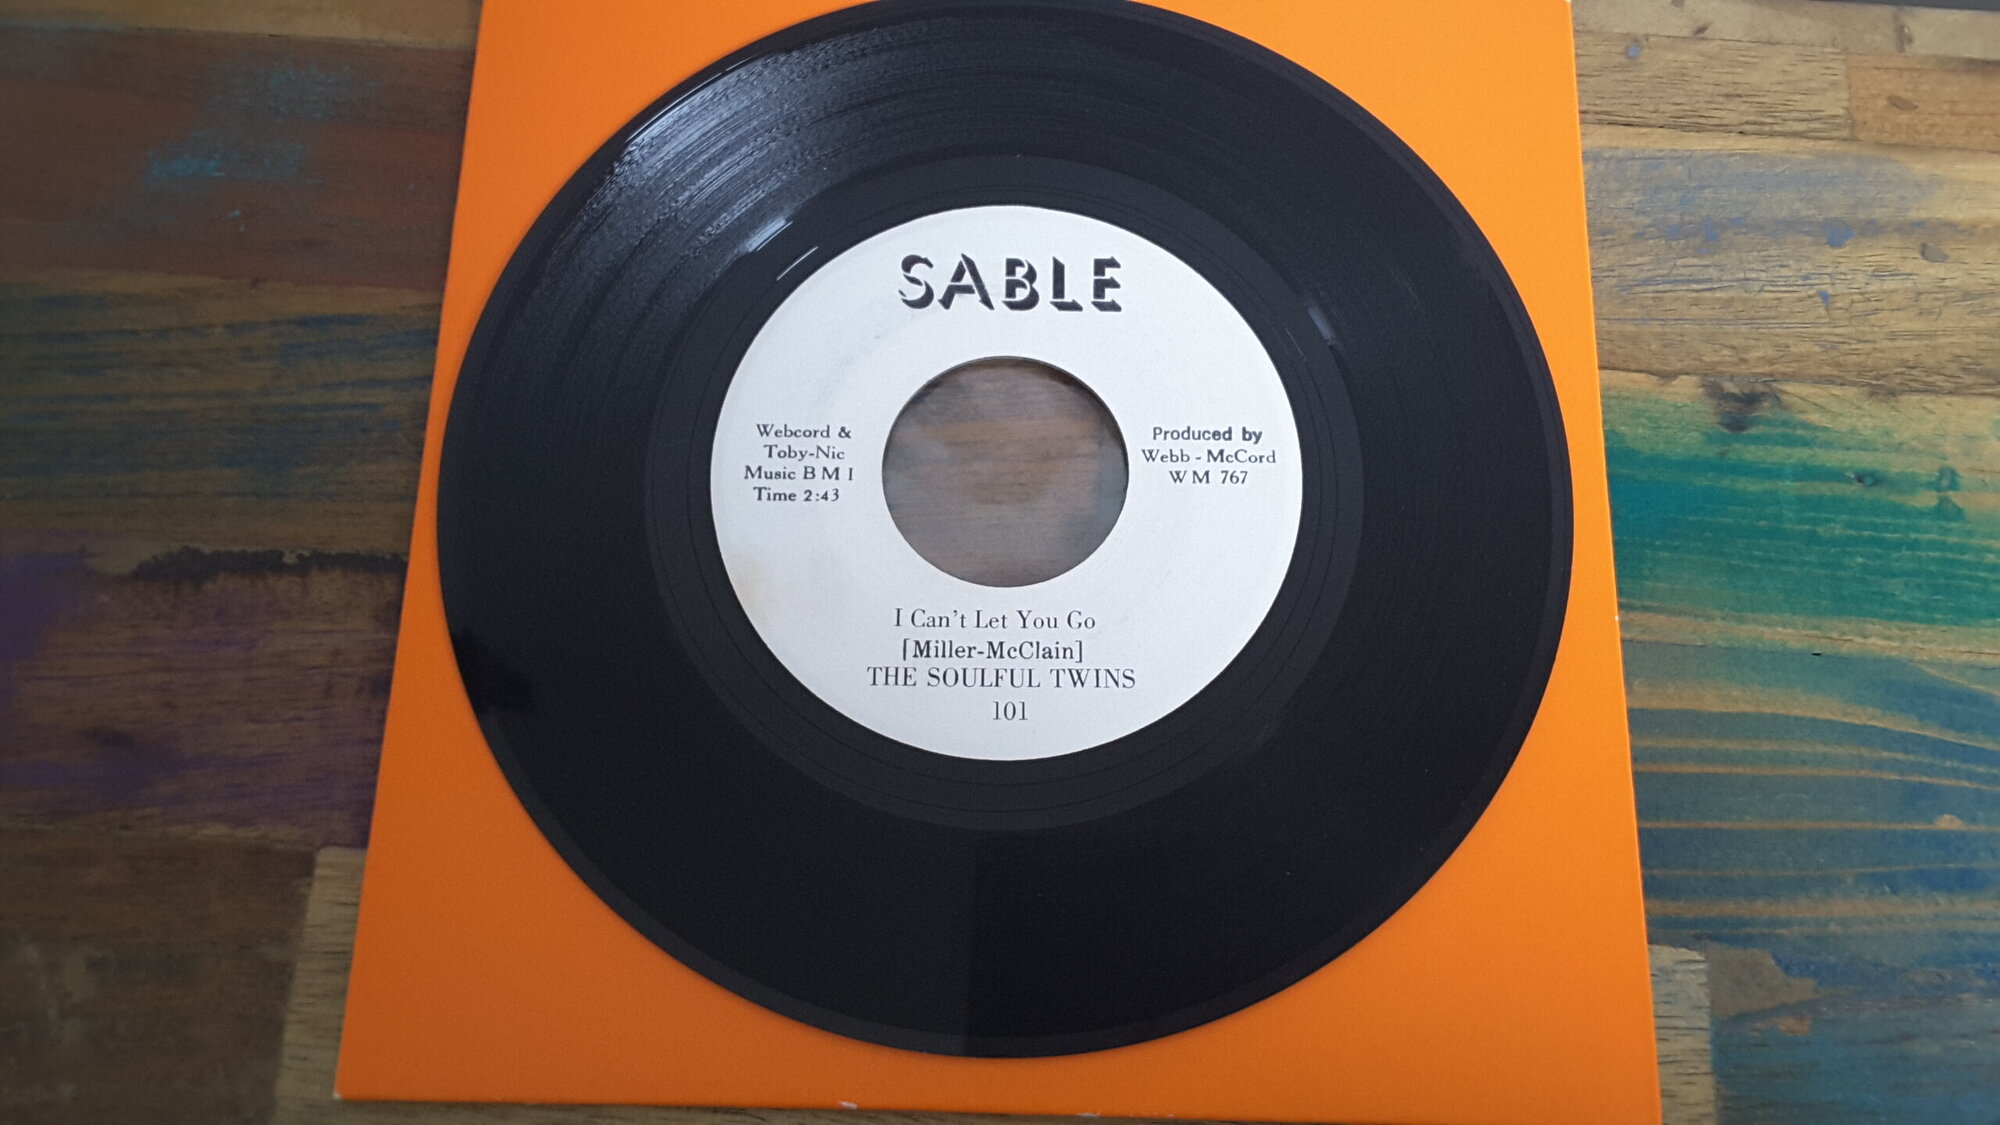 SABLE
Webcord &
Toby-Nic
Music B M I
Time 2:43
Produced by
Webb - McCord
W M 767
I Can't Let You Go
[Miller-McClain]
THE SOULFUL TWINS
101